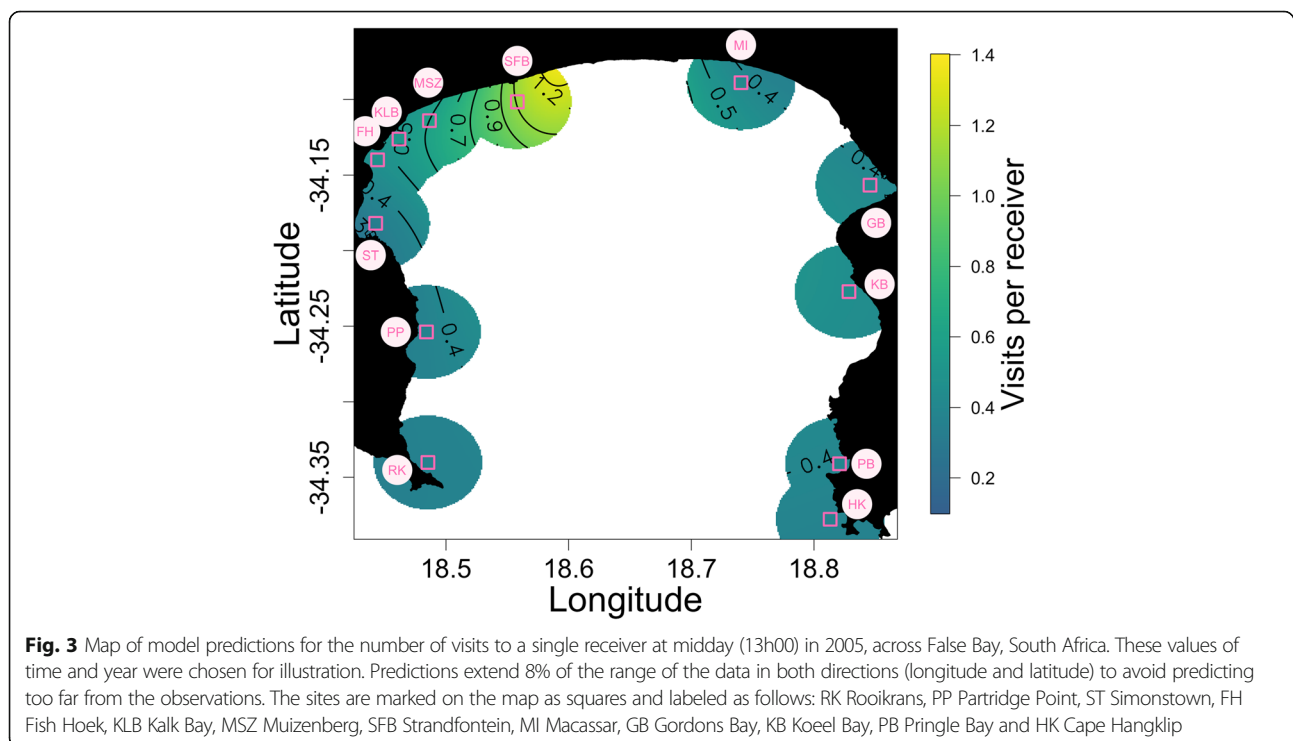 MI
SFB
MSZ
KLB
FH
ST
PP
RK
GB
KB
PB
HK
1.2
0.9
0.7
0.5
0.4
0.5
0.4
0.4
0.4
0.4
-34.15
-34.25
-34.35
Latitude
18.5 18.6 18.7 18.8
Longitude
1.4
1.2
1.0
0.8
0.6
0.4
0.2
Visits per receiver
Fig. 3 Map of model predictions for the number of visits to a single receiver at midday (13h00) in 2005, across False Bay, South Africa. These values of
time and year were chosen for illustration. Predictions extend 8% of the range of the data in both directions (longitude and latitude) to avoid predicting
too far from the observations. The sites are marked on the map as squares and labeled as follows: RK Rooikrans, PP Partridge Point, ST Simonstown, FH
Fish Hoek, KLB Kalk Bay, MSZ Muizenberg, SFB Strandfontein, MI Macassar, GB Gordons Bay, KB Koeel Bay, PB Pringle Bay and HK Cape Hangklip